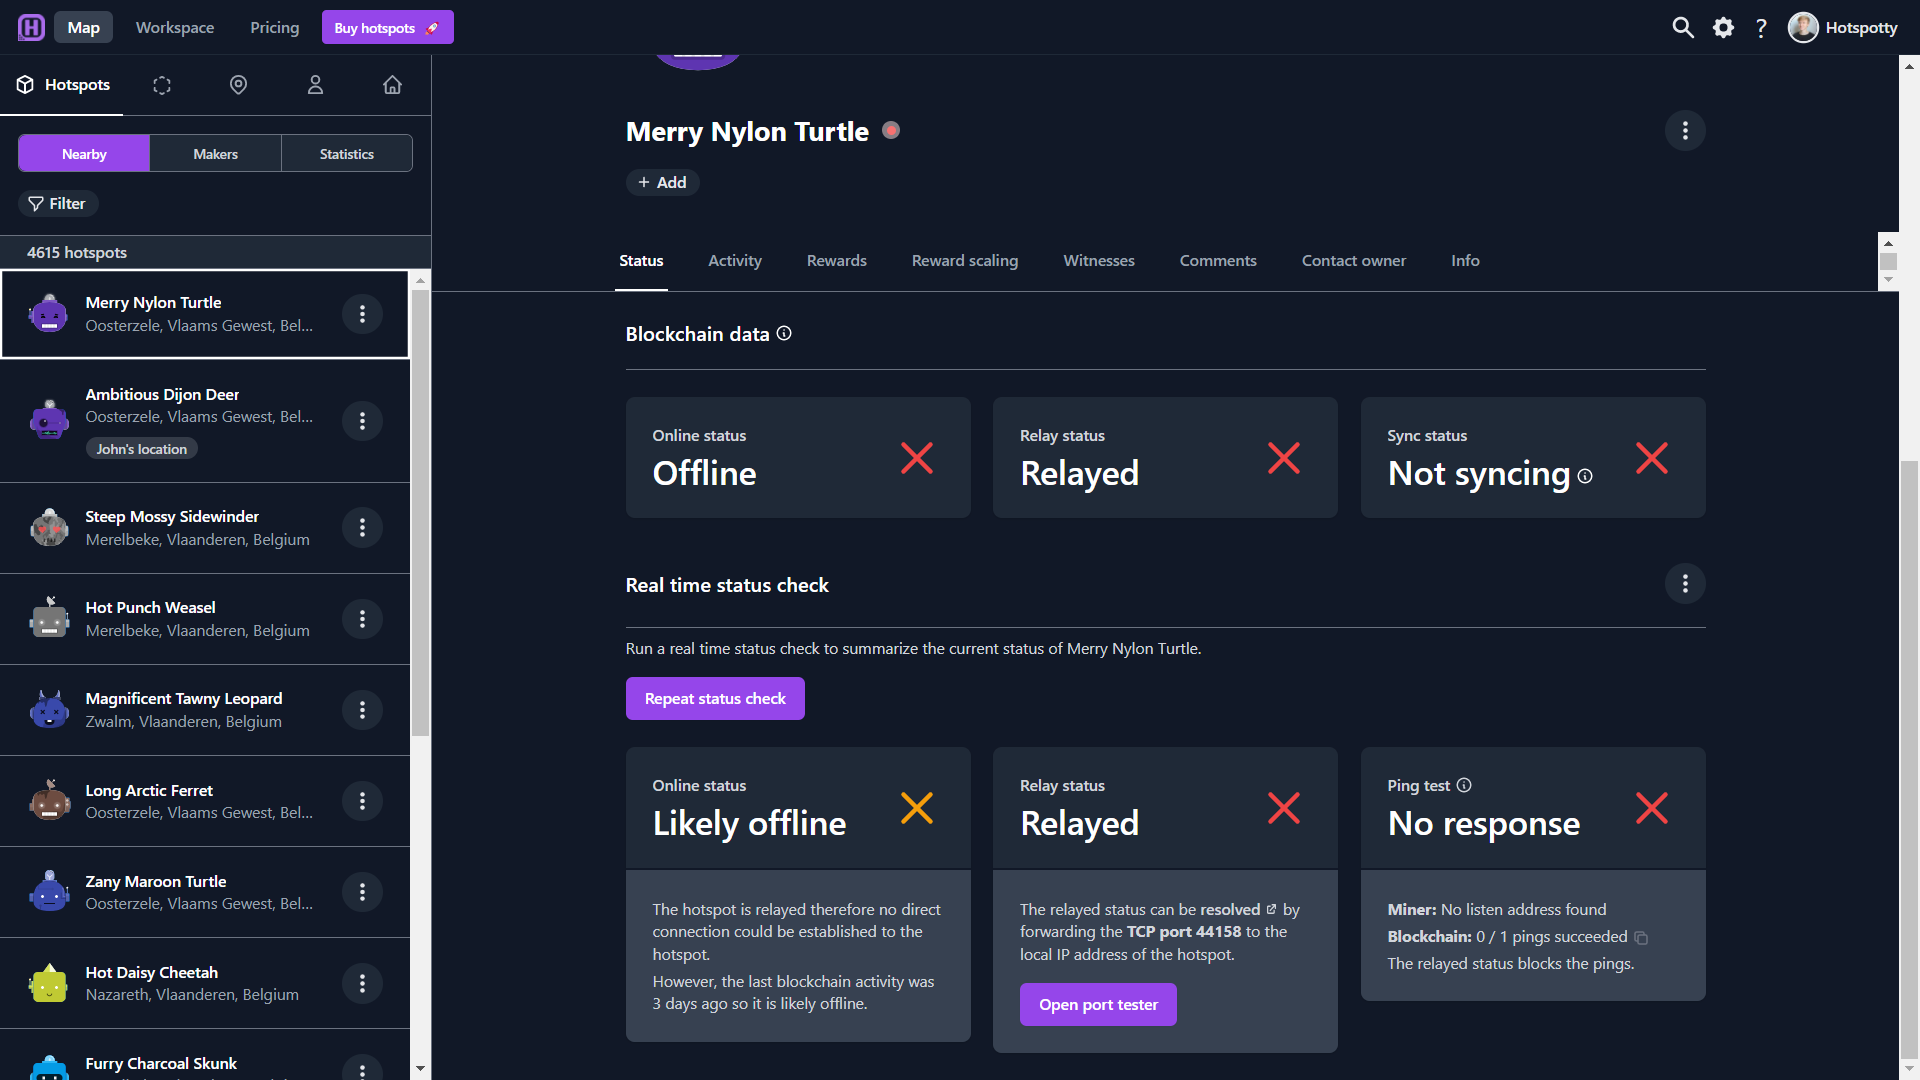 Map
Workspace
Pricing
Buy hotspots
Hotspotty
Hotspots
Nearby
Makers
Statistics
Filter
4615 hotspots
Merry Nylon Turtle
Oosterzele, Vlaams Gewest, Bel...
Ambitious Dijon Deer
Oosterzele, Vlaams Gewest, Bel...
John's location
Steep Mossy Sidewinder
Merelbeke, Vlaanderen, Belgium
Hot Punch Weasel
Merelbeke, Vlaanderen, Belgium
Magnificent Tawny Leopard
Zwalm, Vlaanderen, Belgium
Long Arctic Ferret
Oosterzele, Vlaams Gewest, Bel...
Zany Maroon Turtle
Oosterzele, Vlaams Gewest, Bel...
Hot Daisy Cheetah
Nazareth, Vlaanderen, Belgium
Furry Charcoal Skunk
Merry Nylon Turtle
+ Add
Status
Activity
Rewards
Reward scaling
Witnesses
Comments
Contact owner
Info
Blockchain data
Online status
Offline
Relay status
Relayed
Sync status
Not syncing
Real time status check
Run a real time status check to summarize the current status of Merry Nylon Turtle.
Repeat status check
Online status
Likely offline
The hotspot is relayed therefore no direct
connection could be established to the
hotspot.
However, the last blockchain activity was
3 days ago so it is likely offline.
Relay status
Relayed
The relayed status can be resolved by
forwarding the TCP port 44158 to the
local IP address of the hotspot.
Open port tester
Ping test
No response
Miner: No listen address found
Blockchain: 0 / 1 pings succeeded
The relayed status blocks the pings.